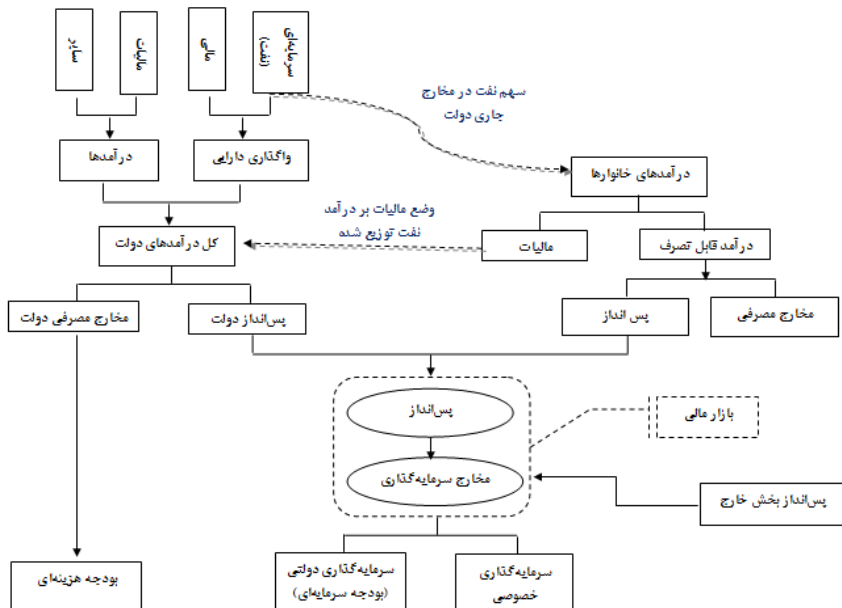 سرمایه‌ای
(نفت)
مالی
مالیات
سایر
سهم نفت در مخارج
جاری دولت
واگذاری دارایی
درآمدها
درآمدهای خانوارها
وضع مالیات بر درآمد
نفت توزیع شده
کل درآمدهای دولت
مالیات
درآمد قابل تصرف
مخارج مصرفی دولت
پس‌انداز دولت
پس انداز
مخارج مصرفی
پس‌انداز
بازار مالی
مخارج سرمایه‌گذاری
پس‌انداز بخش خارج
بودجه هزینه‌ای
سرمایه‌گذاری دولتی
(بودجه سرمایه‌ای)
سرمایه‌گذاری
خصوصی